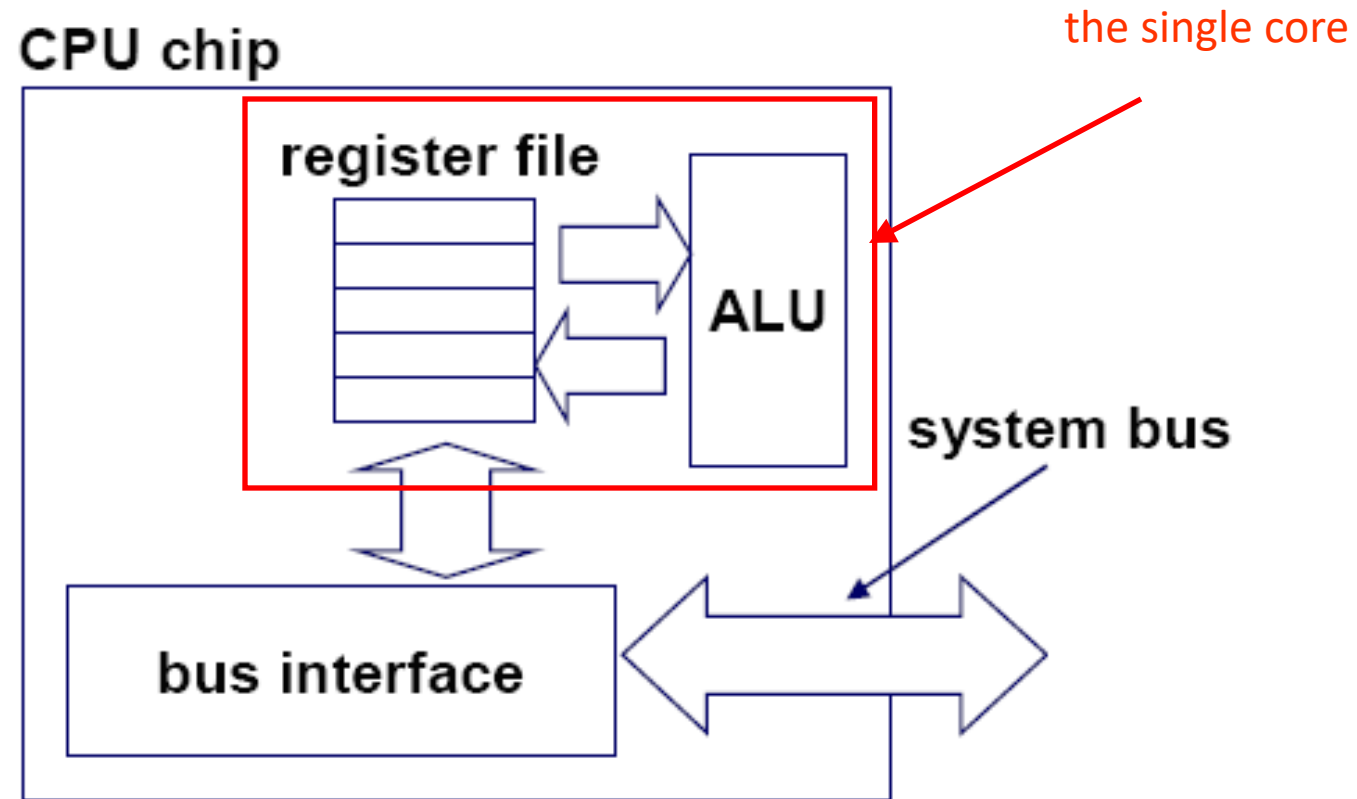 the single core
CPU chip
register file
ALU
system bus
bus interface